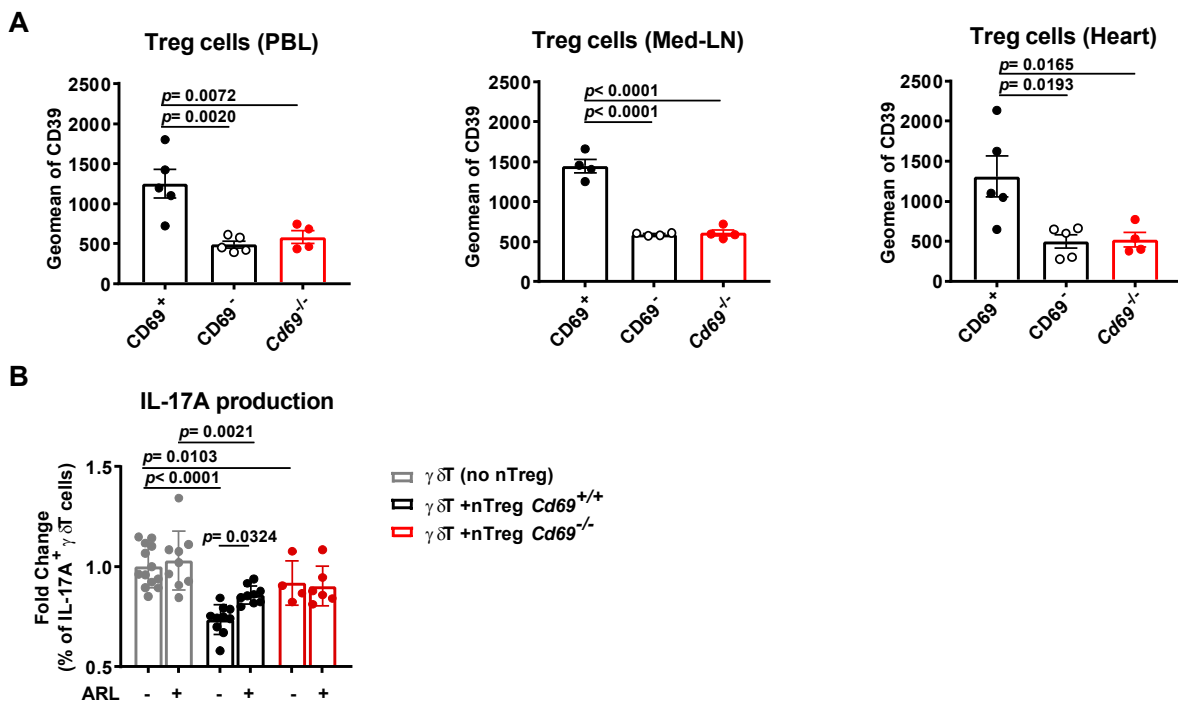 A
Treg cells (PBL)
Geomean of CD39
2500
2000
1500
1000
500
0
p= 0.0072
p= 0.0020
CD69+
CD69-
Cd69-/-
Treg cells (Med-LN)
Geomean of CD39
2500
2000
1500
1000
500
0
p< 0.0001
p< 0.0001
CD69+
CD69-
Cd69-/-
Treg cells (Heart)
Geomean of CD39
2500
2000
1500
1000
500
0
p= 0.0165
p= 0.0193
CD69+
CD69-
Cd69-/-
B
IL-17A production
Fold Change
(% of IL-17A+ γδT cells)
1.5
1.0
0.5
p= 0.0021
p= 0.0103
p< 0.0001
p= 0.0324
ARL - + - + - +
γδT (no nTreg)
γδT +nTreg Cd69+/+
γδT +nTreg Cd69-/-